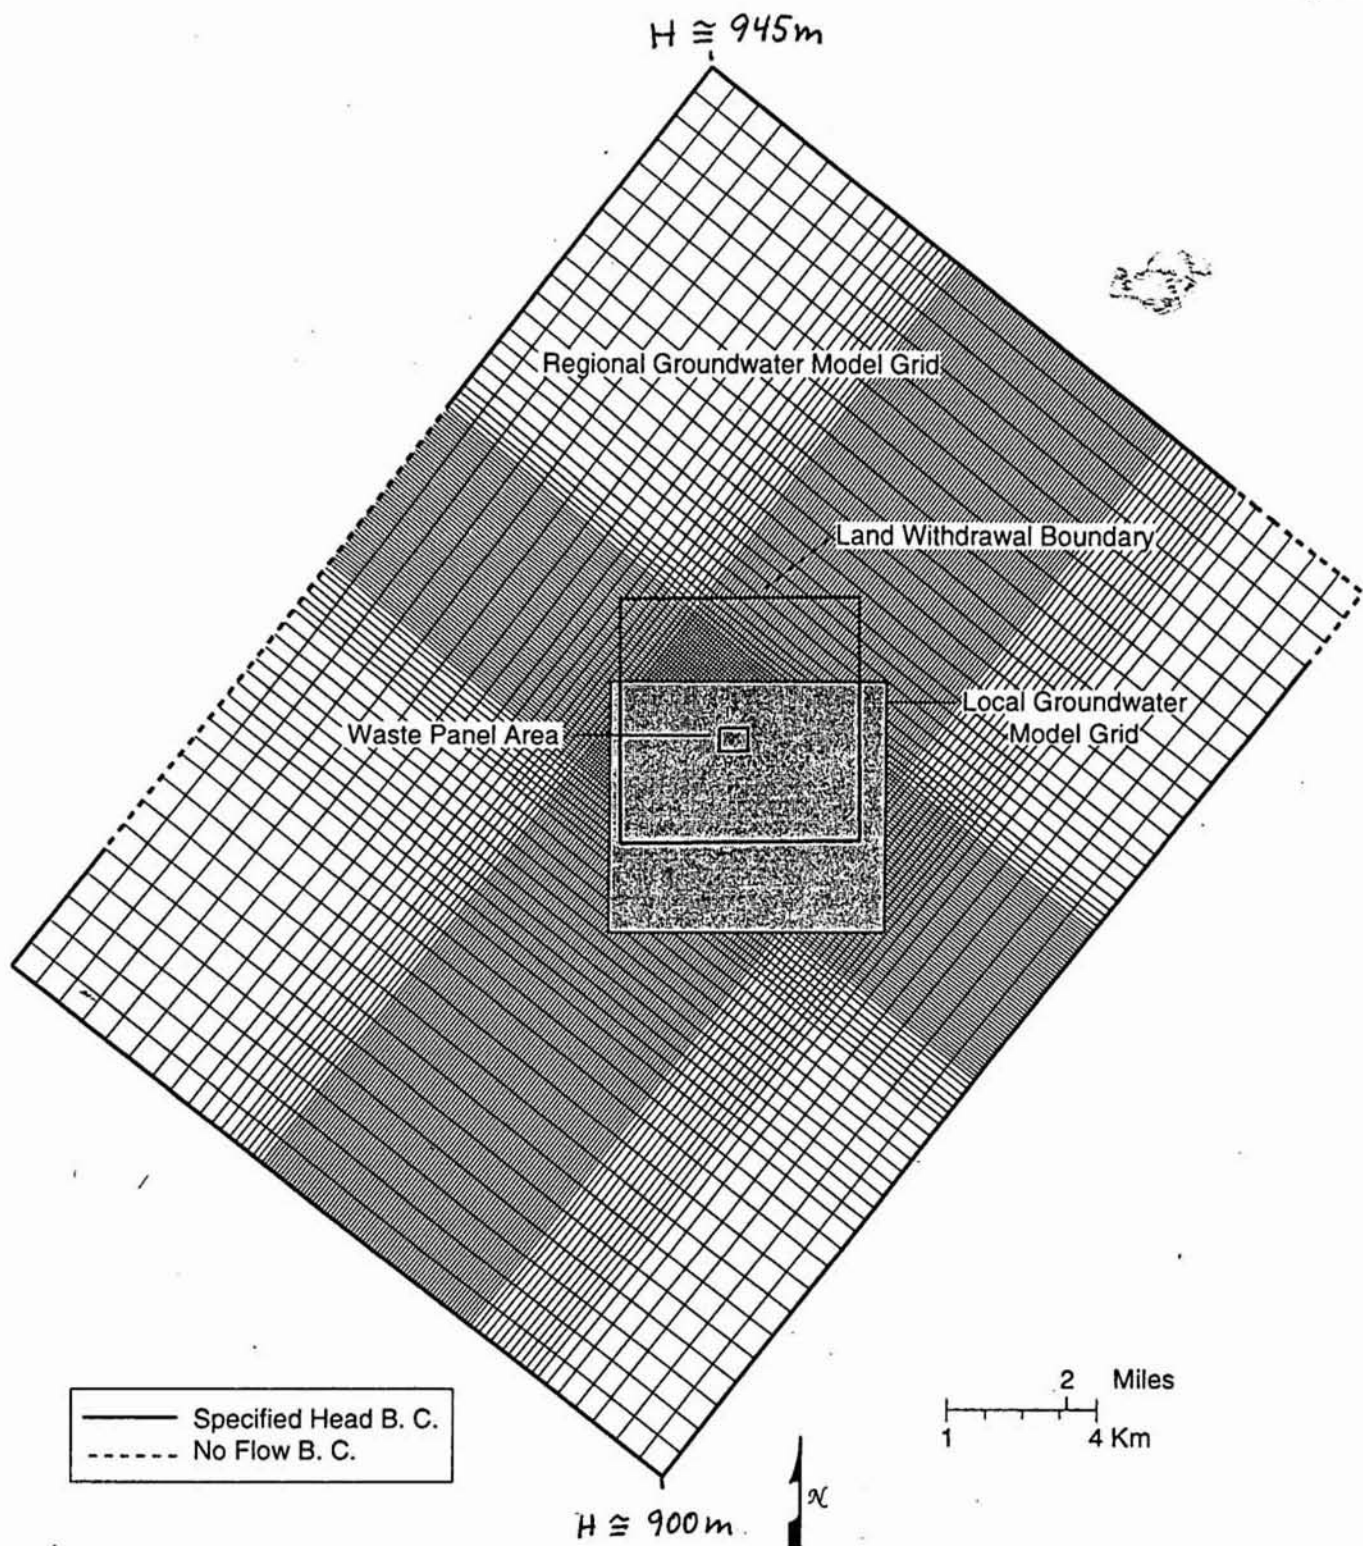 H ≅ 945m
Regional Groundwater Model Grid
Land Withdrawal Boundary
Local Groundwater
Model Grid
Waste Panel Area
Specified Head B. C.
No Flow B. C.
2 Miles
1 4 Km
N
H ≅ 900m